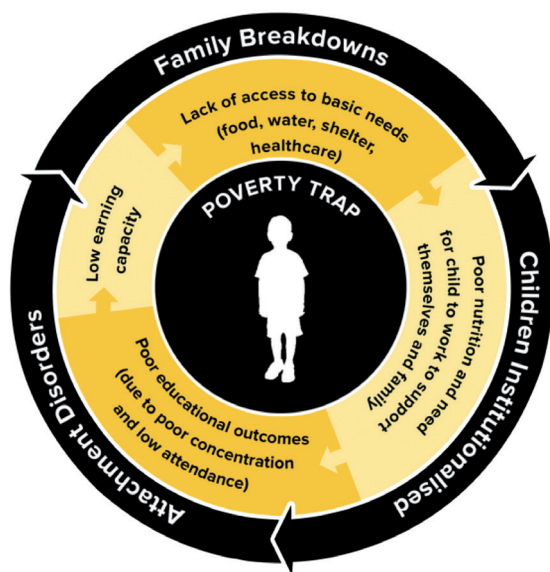 Family Breakdowns
Lack of access to basic needs
(food, water, shelter,
healthcare)
POVERTY TRAP
Poor nutrition and need
for child to work to support
themselves and family
Children Institutionalised
Poor educational outcomes
(due to poor concentration
and low attendance)
Low earning
capacity
Attachment Disorders